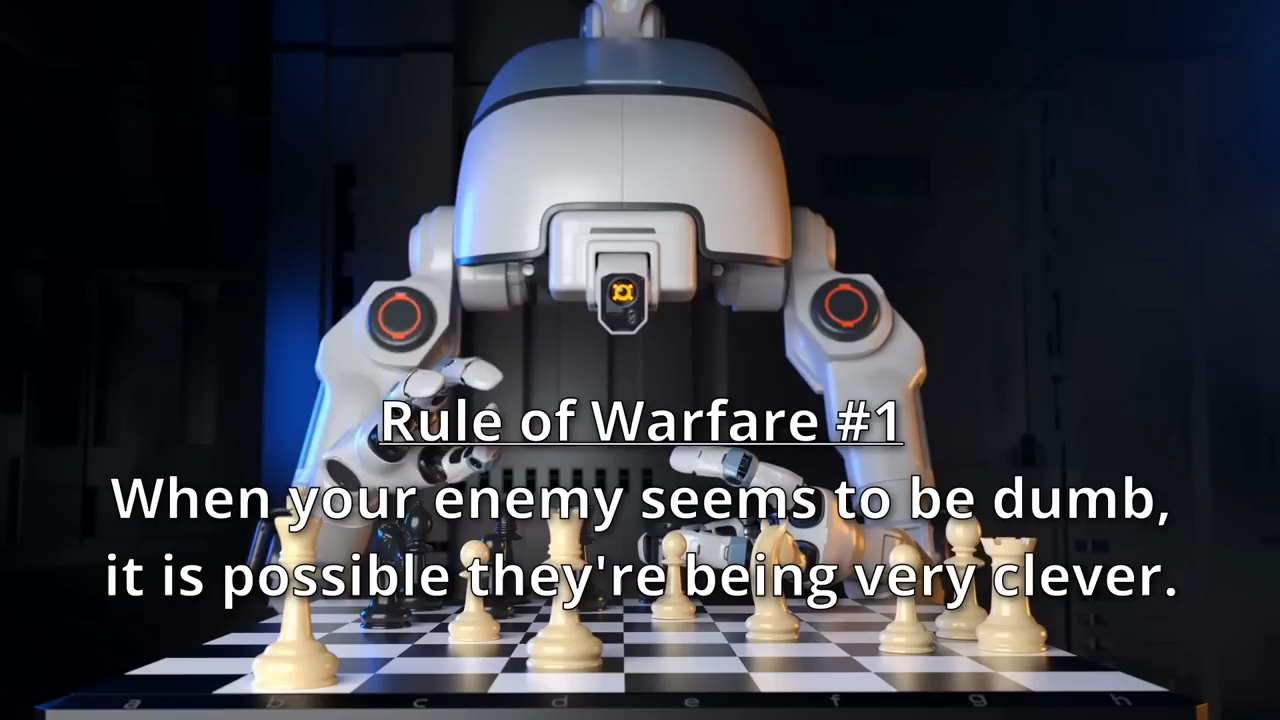 Rule of Warfare #1
When your enemy seems to be dumb,
it is possible they're being very clever.
a b c d e f g h